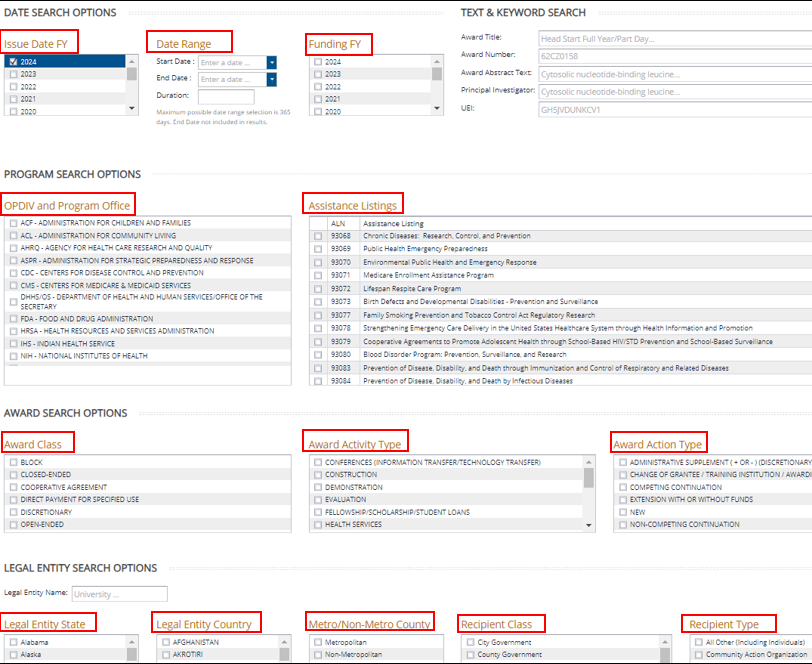 DATE SEARCH OPTIONS
Issue Date FY
2024
2023
2022
2021
2020
Date Range
Start Date :
Enter a date ...
End Date :
Enter a date ...
Duration:
Maximum possible date range selection is 365
days. End Date not included in results.
Funding FY
2024
2023
2022
2021
2020
TEXT & KEYWORD SEARCH
Award Title:
Head Start Full Year/Part Day...
Award Number:
62CZ0158
Award Abstract Text:
Cytosolic nucleotide-binding leucine...
Principal Investigator:
Cytosolic nucleotide-binding leucine...
UEI:
GH5JVDUNKCV1
PROGRAM SEARCH OPTIONS
OPDIV and Program Office
ACF - ADMINISTRATION FOR CHILDREN AND FAMILIES
ACL - ADMINISTRATION FOR COMMUNITY LIVING
AHRQ - AGENCY FOR HEALTH CARE RESEARCH AND QUALITY
ASPR - ADMINISTRATION FOR STRATEGIC PREPAREDNESS AND RESPONSE
CDC - CENTERS FOR DISEASE CONTROL AND PREVENTION
CMS - CENTERS FOR MEDICARE & MEDICAID SERVICES
DHHS/OS - DEPARTMENT OF HEALTH AND HUMAN SERVICES/OFFICE OF THE
SECRETARY
FDA - FOOD AND DRUG ADMINISTRATION
HRSA - HEALTH RESOURCES AND SERVICES ADMINISTRATION
IHS - INDIAN HEALTH SERVICE
NIH - NATIONAL INSTITUTES OF HEALTH
Assistance Listings
ALN Assistance Listing
93068 Chronic Diseases: Research, Control, and Prevention
93069 Public Health Emergency Preparedness
93070 Environmental Public Health and Emergency Response
93071 Medicare Enrollment Assistance Program
93072 Lifespan Respite Care Program
93073 Birth Defects and Developmental Disabilities - Prevention and Surveillance
93077 Family Smoking Prevention and Tobacco Control Act Regulatory Research
93078 Strengthening Emergency Care Delivery in the United States Healthcare System through Health Information and Promotion
93079 Cooperative Agreements to Promote Adolescent Health through School-Based HIV/STD Prevention and School-Based Surveillance
93080 Blood Disorder Program: Prevention, Surveillance, and Research
93083 Prevention of Disease, Disability, and Death through Immunization and Control of Respiratory and Related Diseases
93084 Prevention of Disease, Disability, and Death by Infectious Diseases
AWARD SEARCH OPTIONS
Award Class
BLOCK
CLOSED-ENDED
COOPERATIVE AGREEMENT
DIRECT PAYMENT FOR SPECIFIED USE
DISCRETIONARY
OPEN-ENDED
Award Activity Type
CONFERENCES (INFORMATION TRANSFER/TECHNOLOGY TRANSFER)
CONSTRUCTION
DEMONSTRATION
EVALUATION
FELLOWSHIP/SCHOLARSHIP/STUDENT LOANS
HEALTH SERVICES
Award Action Type
ADMINISTRATIVE SUPPLEMENT ( + OR - ) (DISCRETIONARY
CHANGE OF GRANTEE / TRAINING INSTITUTION / AWARDI
COMPETING CONTINUATION
EXTENSION WITH OR WITHOUT FUNDS
NEW
NON-COMPETING CONTINUATION
LEGAL ENTITY SEARCH OPTIONS
Legal Entity Name:
University ...
Legal Entity State
Alabama
Alaska
Legal Entity Country
AFGHANISTAN
AKROTIRI
Metro/Non-Metro County
Metropolitan
Non-Metropolitan
Recipient Class
City Government
County Government
Recipient Type
All Other (Including Individuals)
Community Action Organization